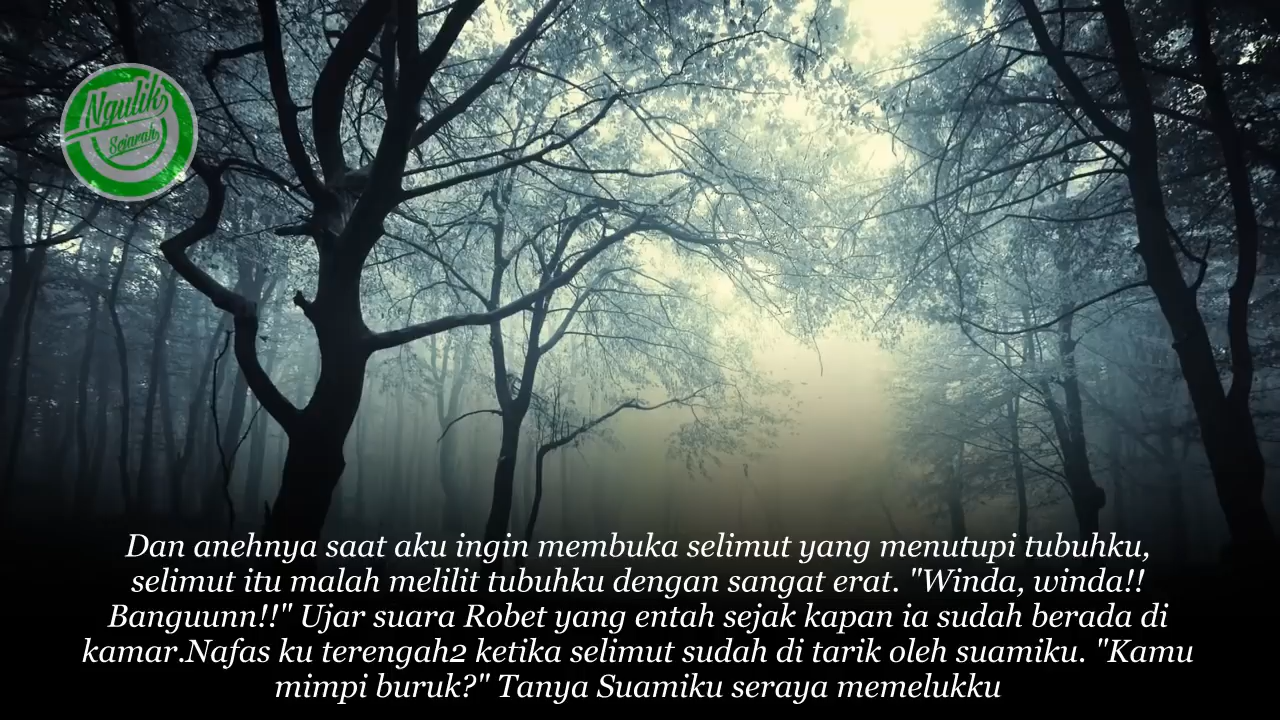 Ngulik
Sejarah
Dan anehnya saat aku ingin membuka selimut yang menutupi tubuhku,
selimut itu malah melilit tubuhku dengan sangat erat. "Winda, winda!!
Banguunn!!" Ujar suara Robet yang entah sejak kapan ia sudah berada di
kamar.Nafas ku terengah2 ketika selimut sudah di tarik oleh suamiku. "Kamu
mimpi buruk?" Tanya Suamiku seraya memelukku